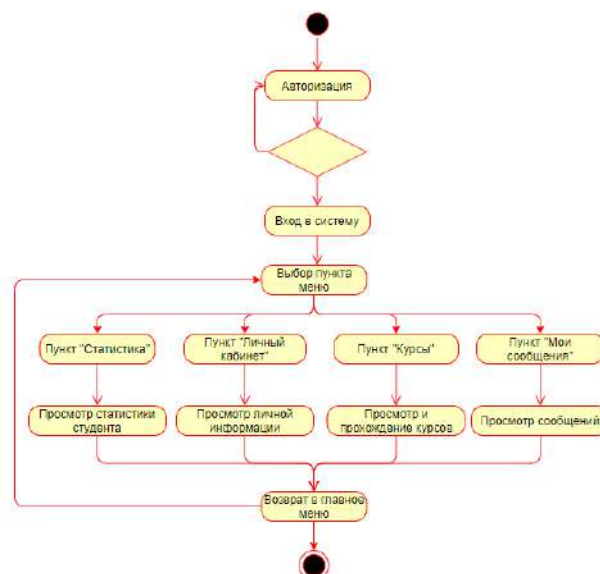 Авторизация
Вход в систему
Выбор пункта
меню
Пункт "Статистика"
Пункт "Личный
кабинет"
Пункт "Курсы"
Пункт "Мои
сообщения"
Просмотр статистики
студента
Просмотр личной
информации
Просмотр и
прохождение курсов
Просмотр сообщений
Возврат в главное
меню